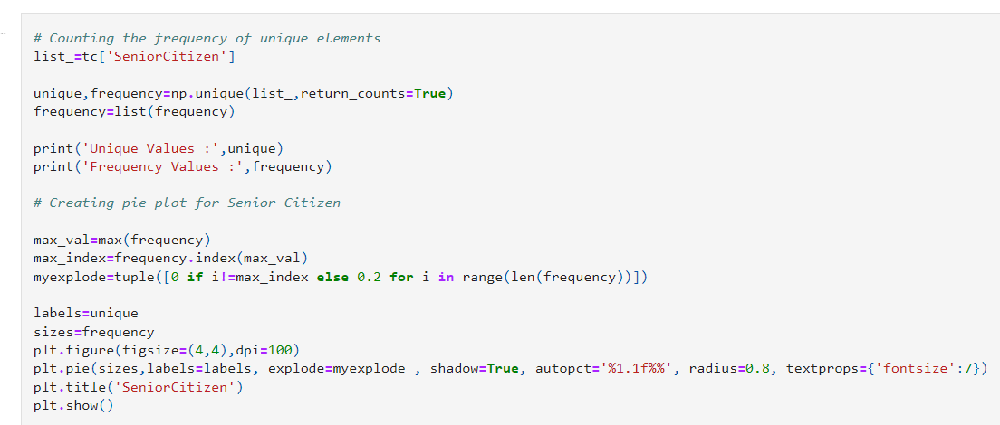 # Counting the frequency of unique elements
list_=tc['SeniorCitizen']
unique,frequency=np.unique(list_,return_counts=True)
frequency=list(frequency)
print('Unique Values :',unique)
print('Frequency Values :',frequency)
# Creating pie plot for Senior Citizen
max_val=max(frequency)
max_index=frequency.index(max_val)
myexplode=tuple([0 if i!=max_index else 0.2 for i in range(len(frequency))])
labels=unique
sizes=frequency
plt.figure(figsize=(4,4),dpi=100)
plt.pie(sizes,labels=labels, explode=myexplode , shadow=True, autopct='%1.1f%%', radius=0.8, textprops={'fontsize':7})
plt.title('SeniorCitizen')
plt.show()